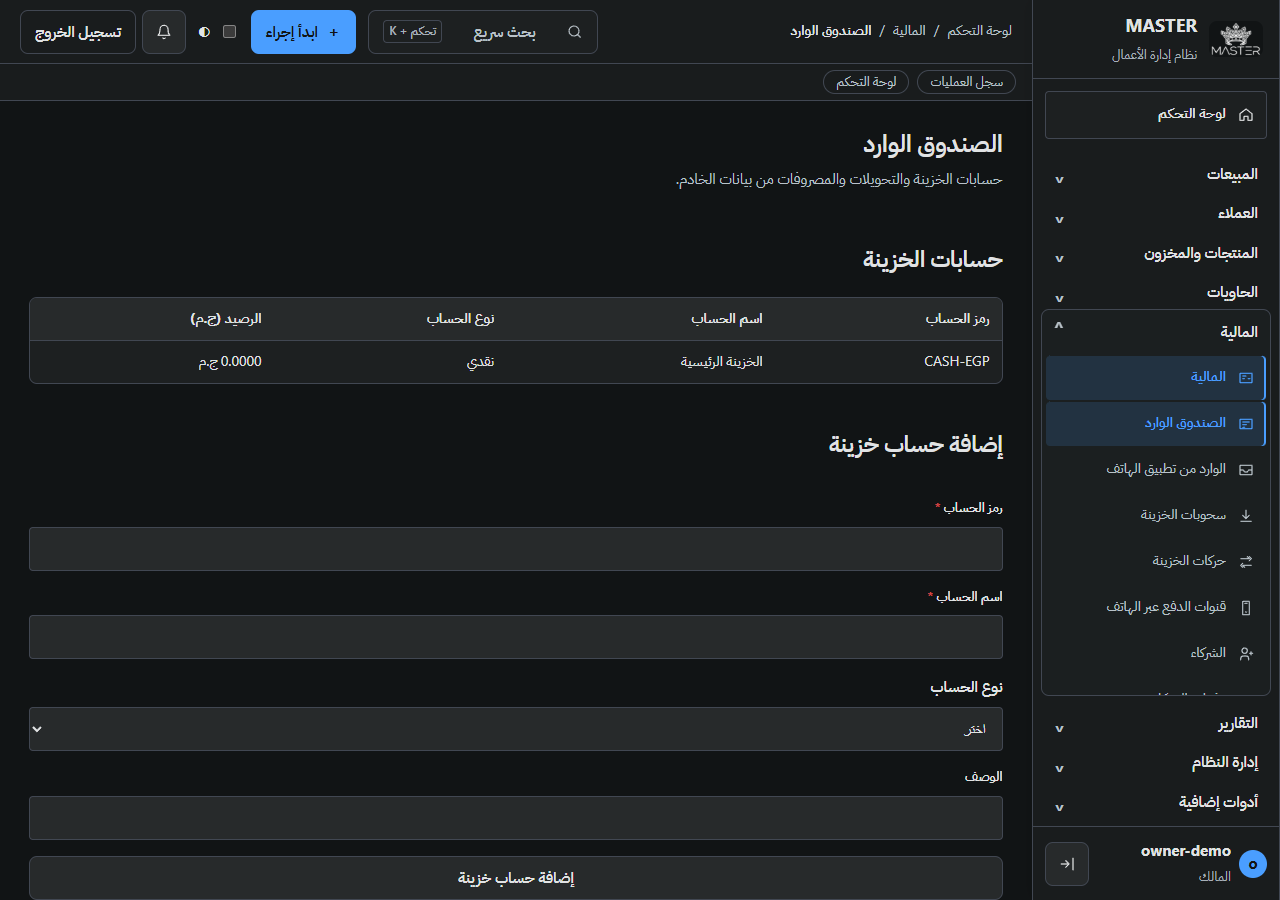 MASTER
نظام إدارة الأعمال
MASTER
لوحة التحكم
المبيعات
العملاء
المنتجات والمخزون
الحاويات
المالية
المالية
الصندوق الوارد
الوارد من تطبيق الهاتف
سحوبات الخزينة
حركات الخزينة
قنوات الدفع عبر الهاتف
الشركاء
التقارير
إدارة النظام
أدوات إضافية
owner-demo
المالك
لوحة التحكم / المالية / الصندوق الوارد
بحث سريع
تحكم + K
+ ابدأ إجراء
تسجيل الخروج
سجل العمليات
لوحة التحكم
الصندوق الوارد
حسابات الخزينة والتحويلات والمصروفات من بيانات الخادم.
حسابات الخزينة
رمز الحساب اسم الحساب نوع الحساب الرصيد (ج.م)
CASH-EGP الخزينة الرئيسية نقدي 0.0000 ج.م
إضافة حساب خزينة
رمز الحساب *
اسم الحساب *
نوع الحساب
اختر
الوصف
إضافة حساب خزينة